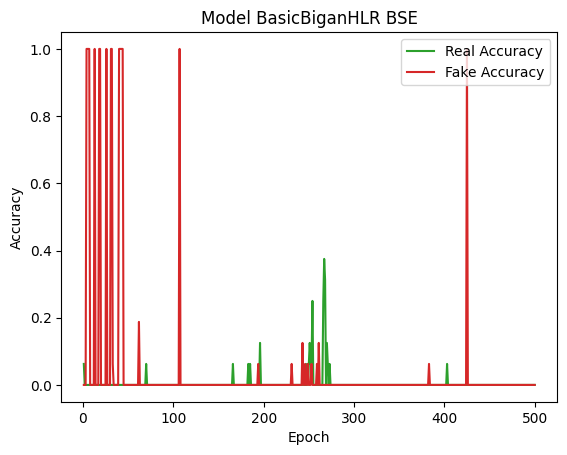 Model BasicBiganHLR BSE
Real Accuracy
Fake Accuracy
Accuracy
1.0
0.8
0.6
0.4
0.2
0.0
0 100 200 300 400 500
Epoch